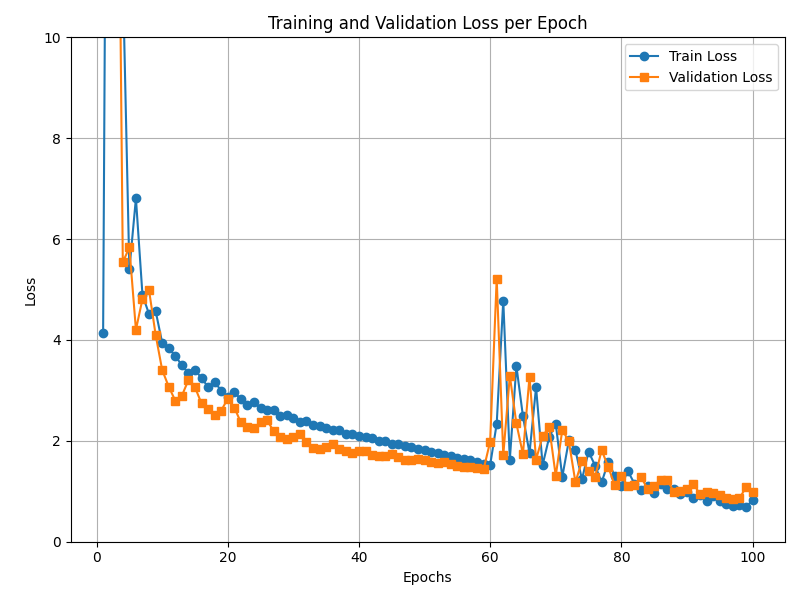 Training and Validation Loss per Epoch
Train Loss
Validation Loss
10
8
6
4
2
0
Loss
0 20 40 60 80 100
Epochs